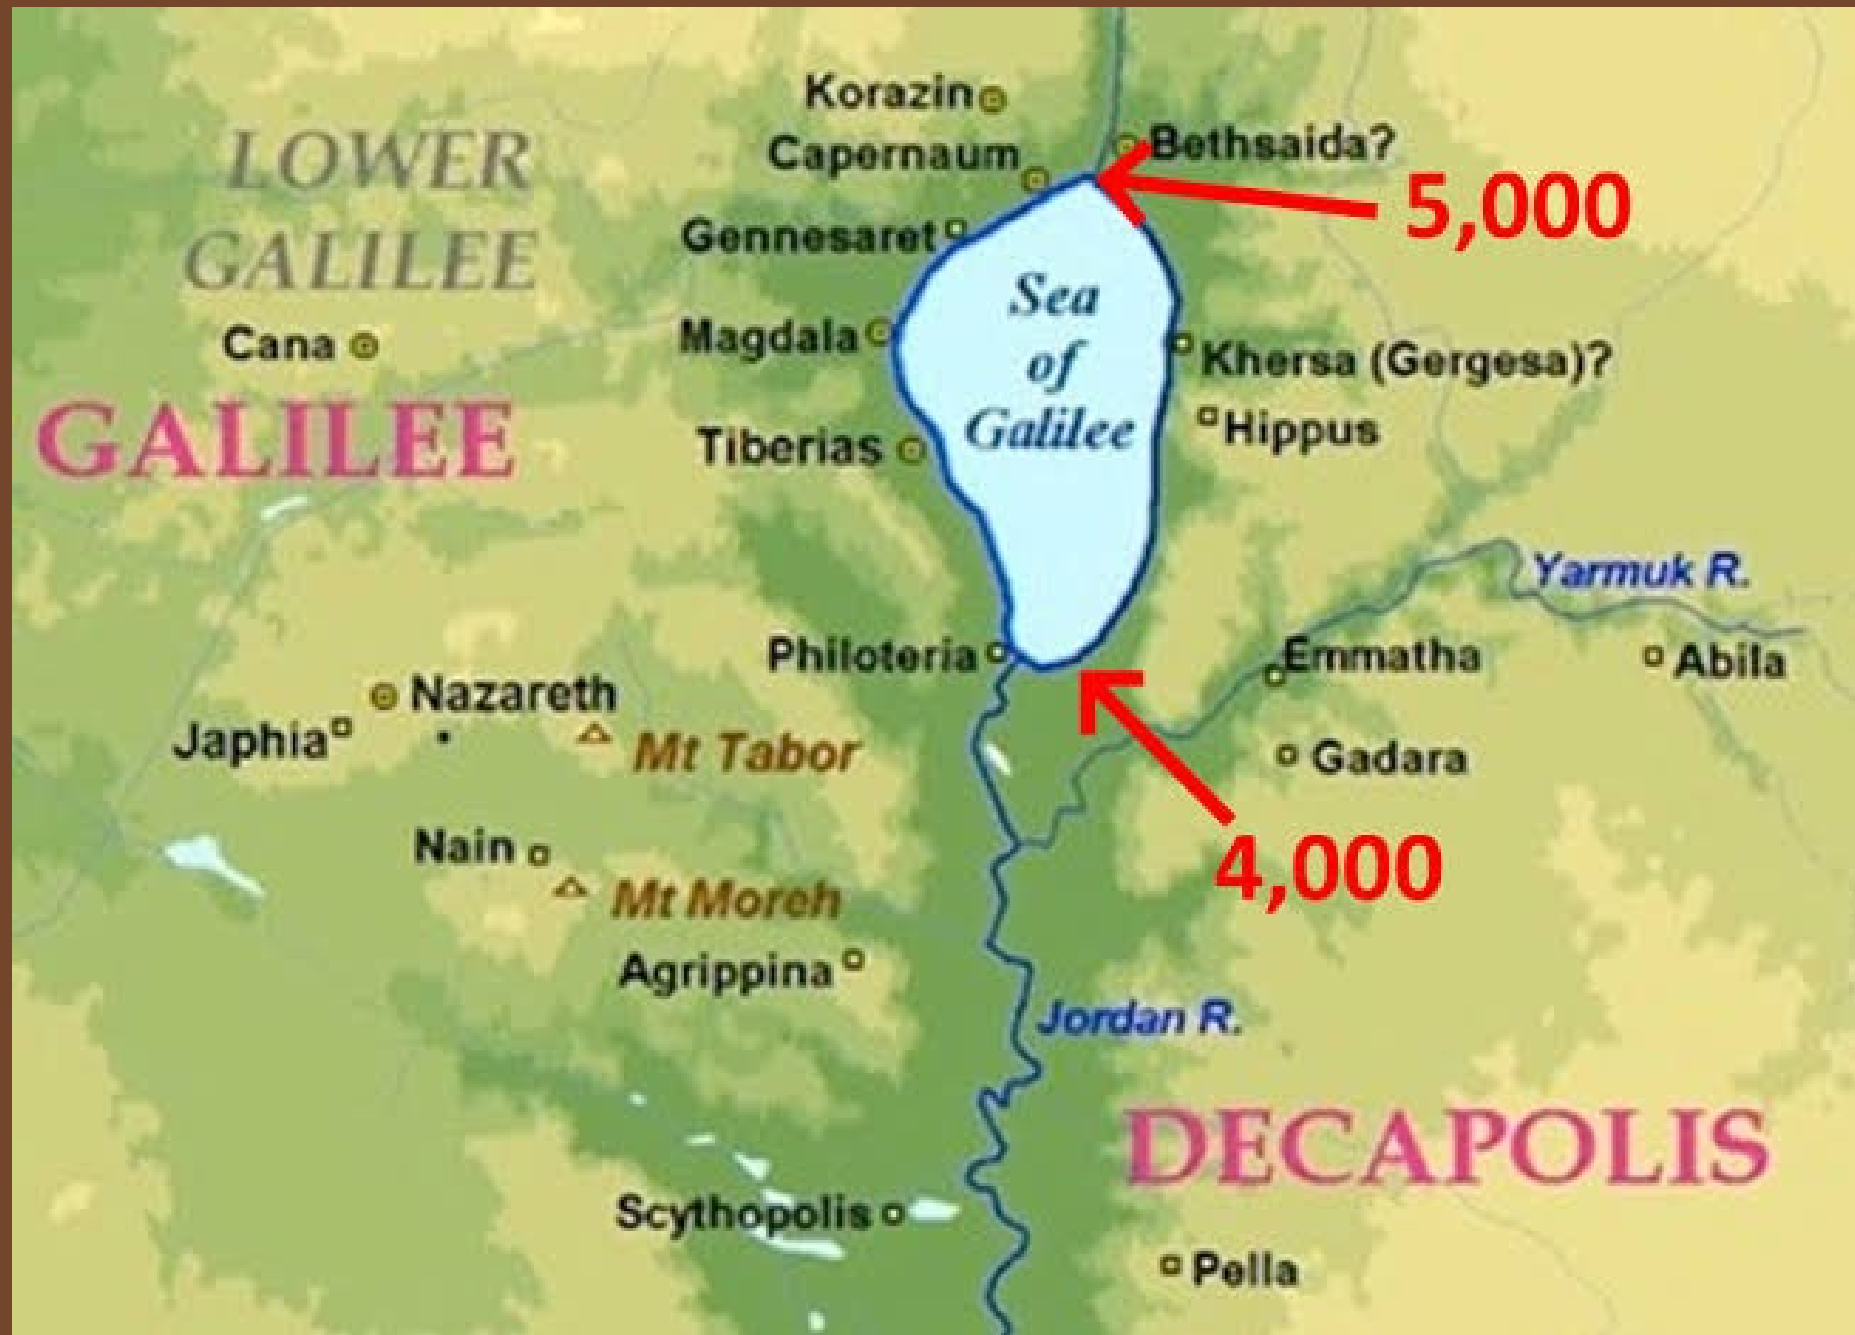 Korazin
Capernaum
Bethsaida?
LOWER
GALILEE
5,000
Gennesaret
Sea
of
Galilee
Cana
Magdala
Khersa (Gergesa)?
GALILEE
Tiberias
Hippus
Yarmuk R.
Philoteria
Emmatha
Abila
Nazareth
Japhia
Mt Tabor
Gadara
Nain
4,000
Mt Moreh
Agrippina
Jordan R.
DECAPOLIS
Scythopolis
Pella